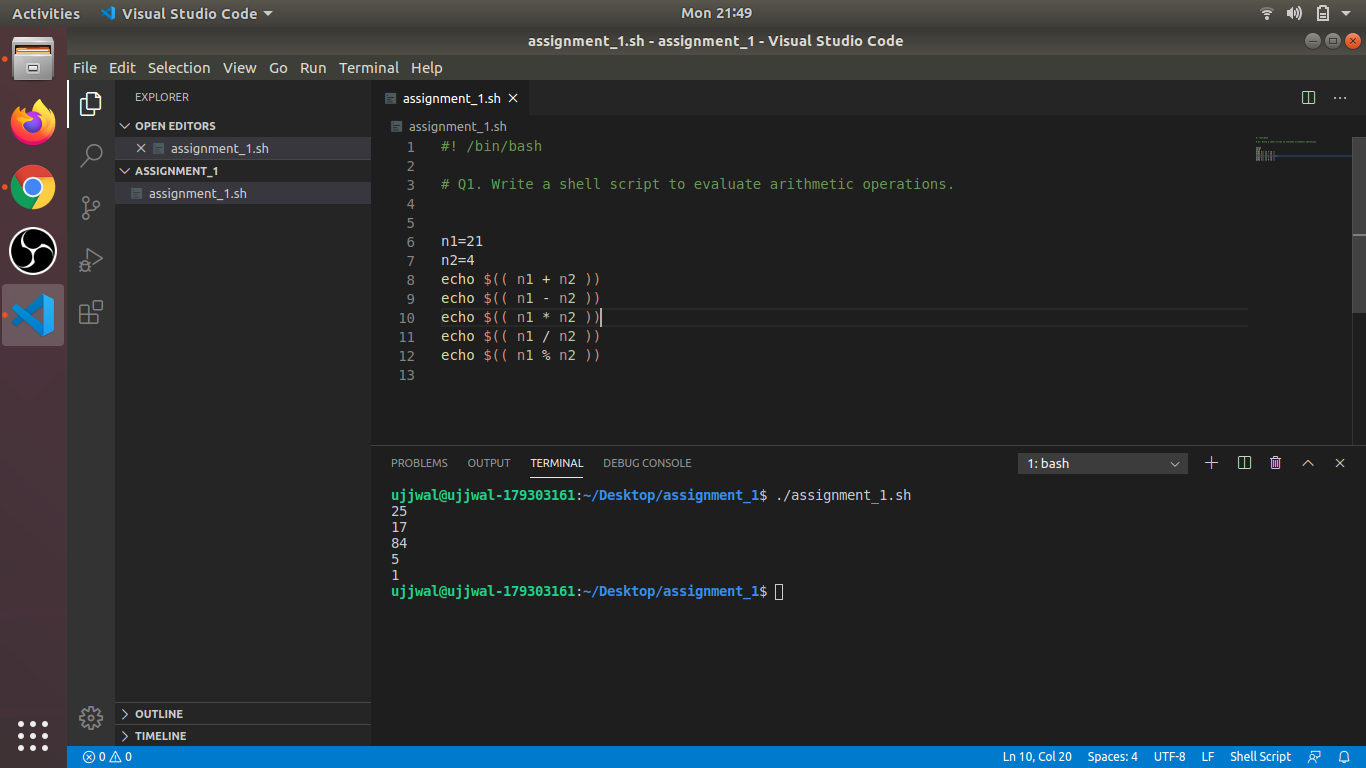 Activities Visual Studio Code Mon 21:49
assignment_1.sh - assignment_1 - Visual Studio Code
File Edit Selection View Go Run Terminal Help
EXPLORER
OPEN EDITORS
assignment_1.sh
ASSIGNMENT_1
assignment_1.sh
OUTLINE
TIMELINE
assignment_1.sh
assignment_1.sh
1 #! /bin/bash
2
3 # Q1. Write a shell script to evaluate arithmetic operations.
4
5
6 n1=21
7 n2=4
8 echo $(( n1 + n2 ))
9 echo $(( n1 - n2 ))
10 echo $(( n1 * n2 ))
11 echo $(( n1 / n2 ))
12 echo $(( n1 % n2 ))
13
PROBLEMS OUTPUT TERMINAL DEBUG CONSOLE 1: bash
ujjwal@ujjwal-179303161:~/Desktop/assignment_1$ ./assignment_1.sh
25
17
84
5
1
ujjwal@ujjwal-179303161:~/Desktop/assignment_1$
0 0 Ln 10, Col 20 Spaces: 4 UTF-8 LF Shell Script